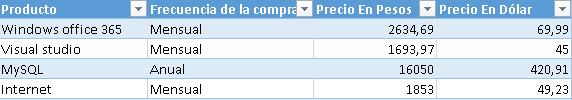 Producto Frecuencia de la compra Precio En Pesos Precio En Dólar
Windows office 365 Mensual 2634,69 69,99
Visual studio Mensual 1693,97 45
MySQL Anual 16050 420,91
Internet Mensual 1853 49,23